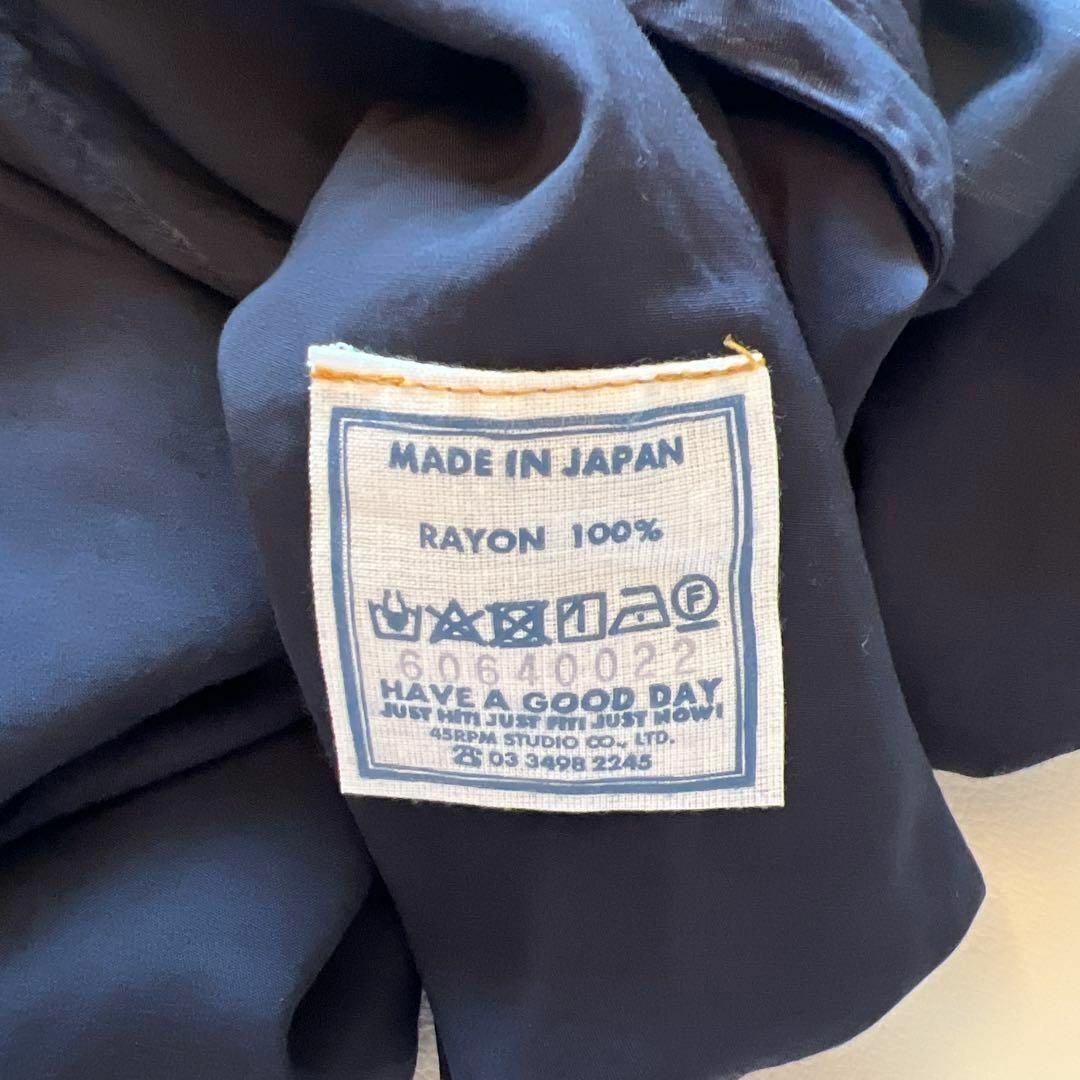 MADE IN JAPAN
RAYON 100%
F
60640022
HAVE A GOOD DAY
JUST HIT! JUST FIT! JUST NOW!
45RPM STUDIO CO., LTD.
☎ 03 3498 2245